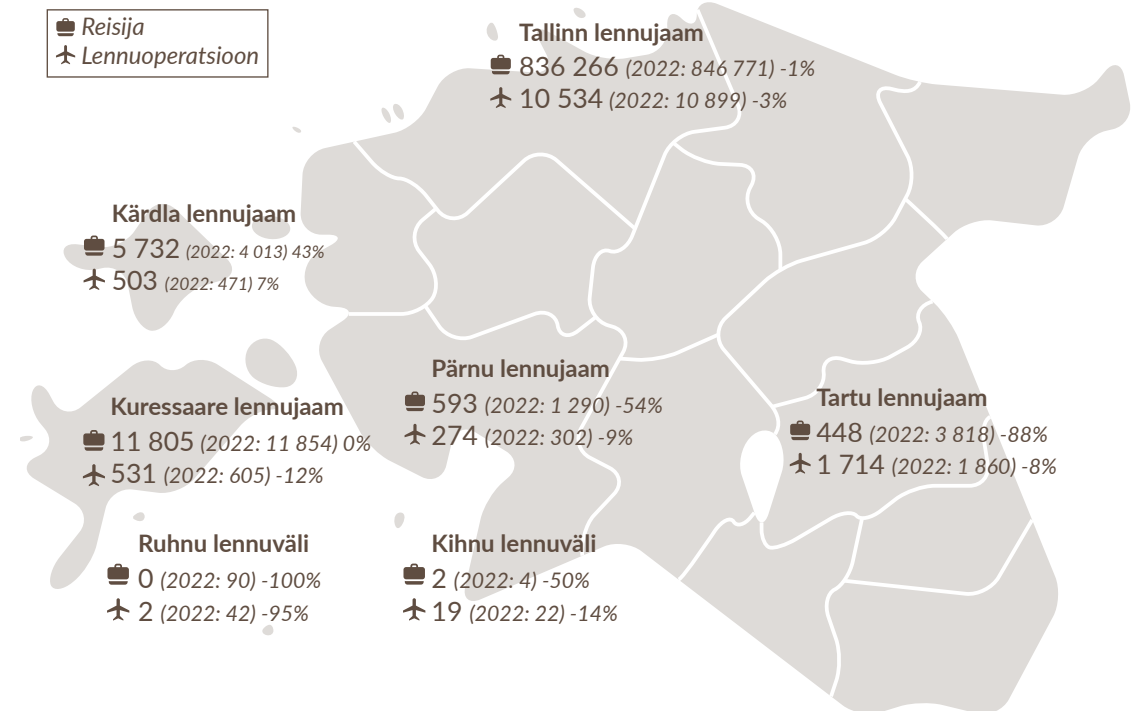 Reisija
Lennuoperatsioon
Tallinn lennujaam
836 266 (2022: 846 771) -1%
10 534 (2022: 10 899) -3%
Kärdla lennujaam
5 732 (2022: 4 013) 43%
503 (2022: 471) 7%
Pärnu lennujaam
593 (2022: 1 290) -54%
274 (2022: 302) -9%
Kuressaare lennujaam
11 805 (2022: 11 854) 0%
531 (2022: 605) -12%
Tartu lennujaam
448 (2022: 3 818) -88%
1 714 (2022: 1 860) -8%
Ruhnu lennuväli
0 (2022: 90) -100%
2 (2022: 42) -95%
Kihnu lennuväli
2 (2022: 4) -50%
19 (2022: 22) -14%